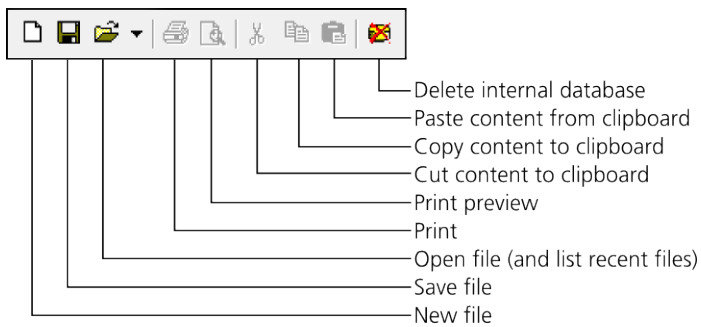 Delete internal database
Paste content from clipboard
Copy content to clipboard
Cut content to clipboard
Print preview
Print
Open file (and list recent files)
Save file
New file